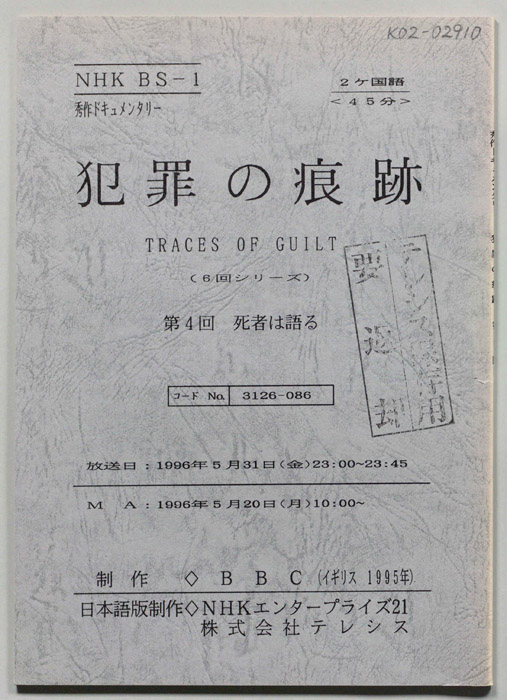 K02-02910
NHK BS-1
2ケ国語
<45分>
秀作ドキュメンタリー
犯罪の痕跡
TRACES OF GUILT
(6回シリーズ)
第4回 死者は語る
コード No. 3126-086
要返却
放送日:1996年5月31日(金)23:00~23:45
M A:1996年5月20日(月)10:00~
制作 ◇ BBC(イギリス 1995年)
日本語版制作◇NHKエンタープライズ21
株式会社テレシス